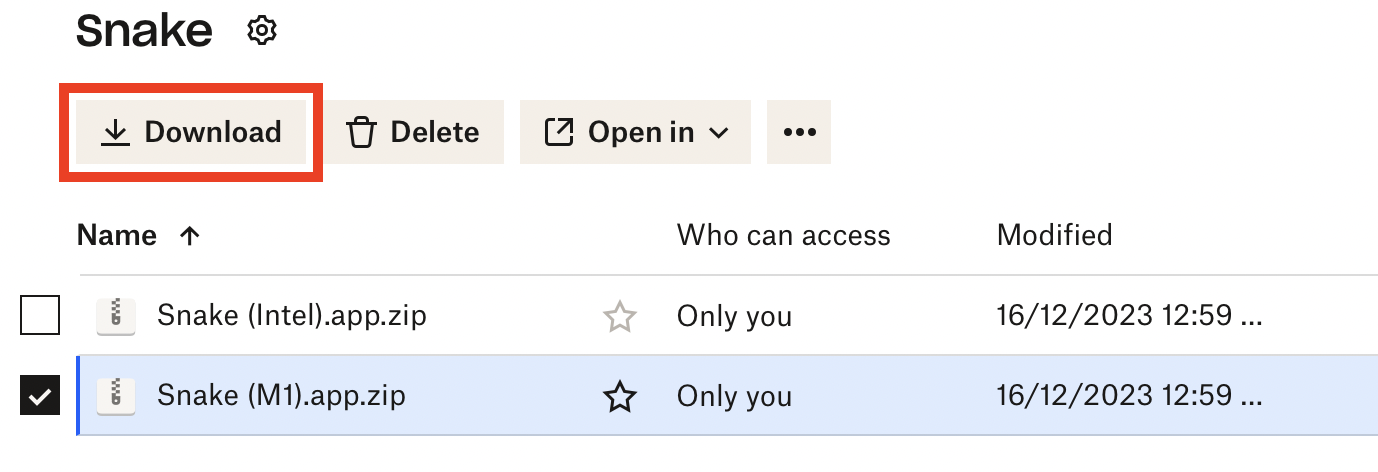 Snake
Download Delete Open in
Name Who can access Modified
Snake (Intel).app.zip Only you 16/12/2023 12:59 ...
Snake (M1).app.zip Only you 16/12/2023 12:59 ...